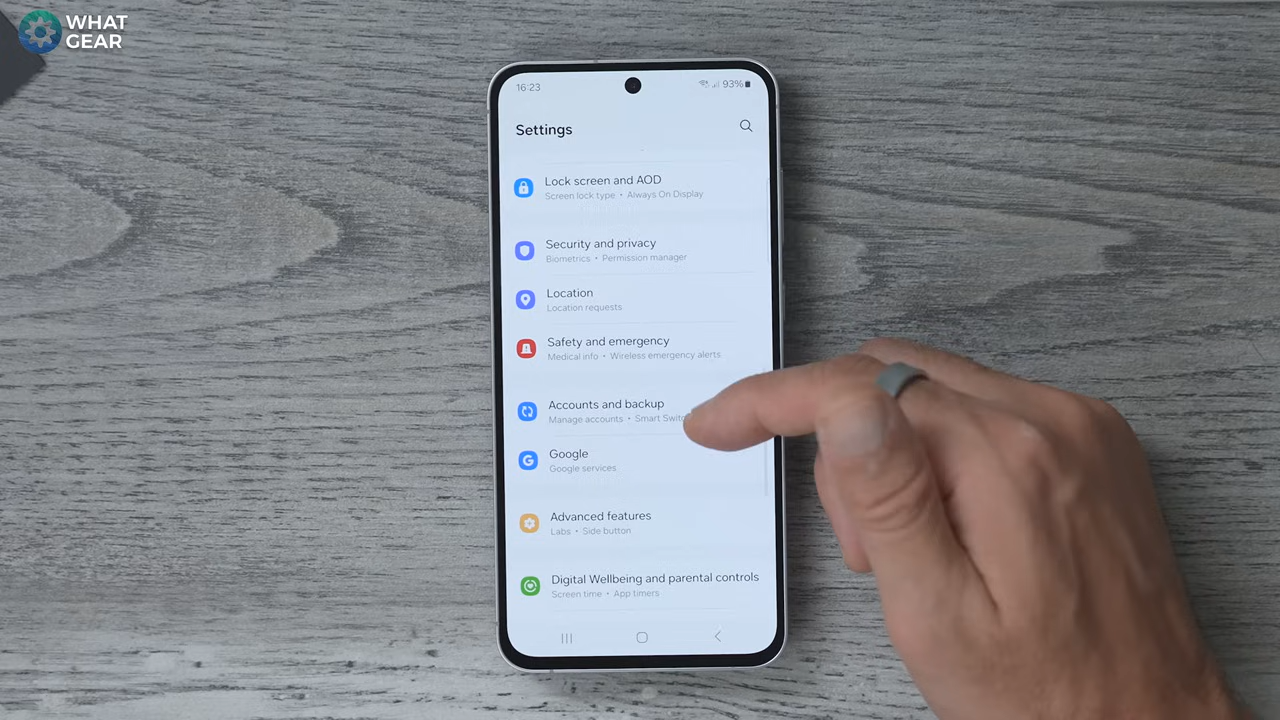 WHAT
GEAR
16:23
93%
Settings
Lock screen and AOD
Screen lock type • Always On Display
Security and privacy
Biometrics • Permission manager
Location
Location requests
Safety and emergency
Medical info • Wireless emergency alerts
Accounts and backup
Manage accounts • Smart
Google
Google services
Advanced features
Labs • Side button
Digital Wellbeing and parental controls
Screen time • App timers